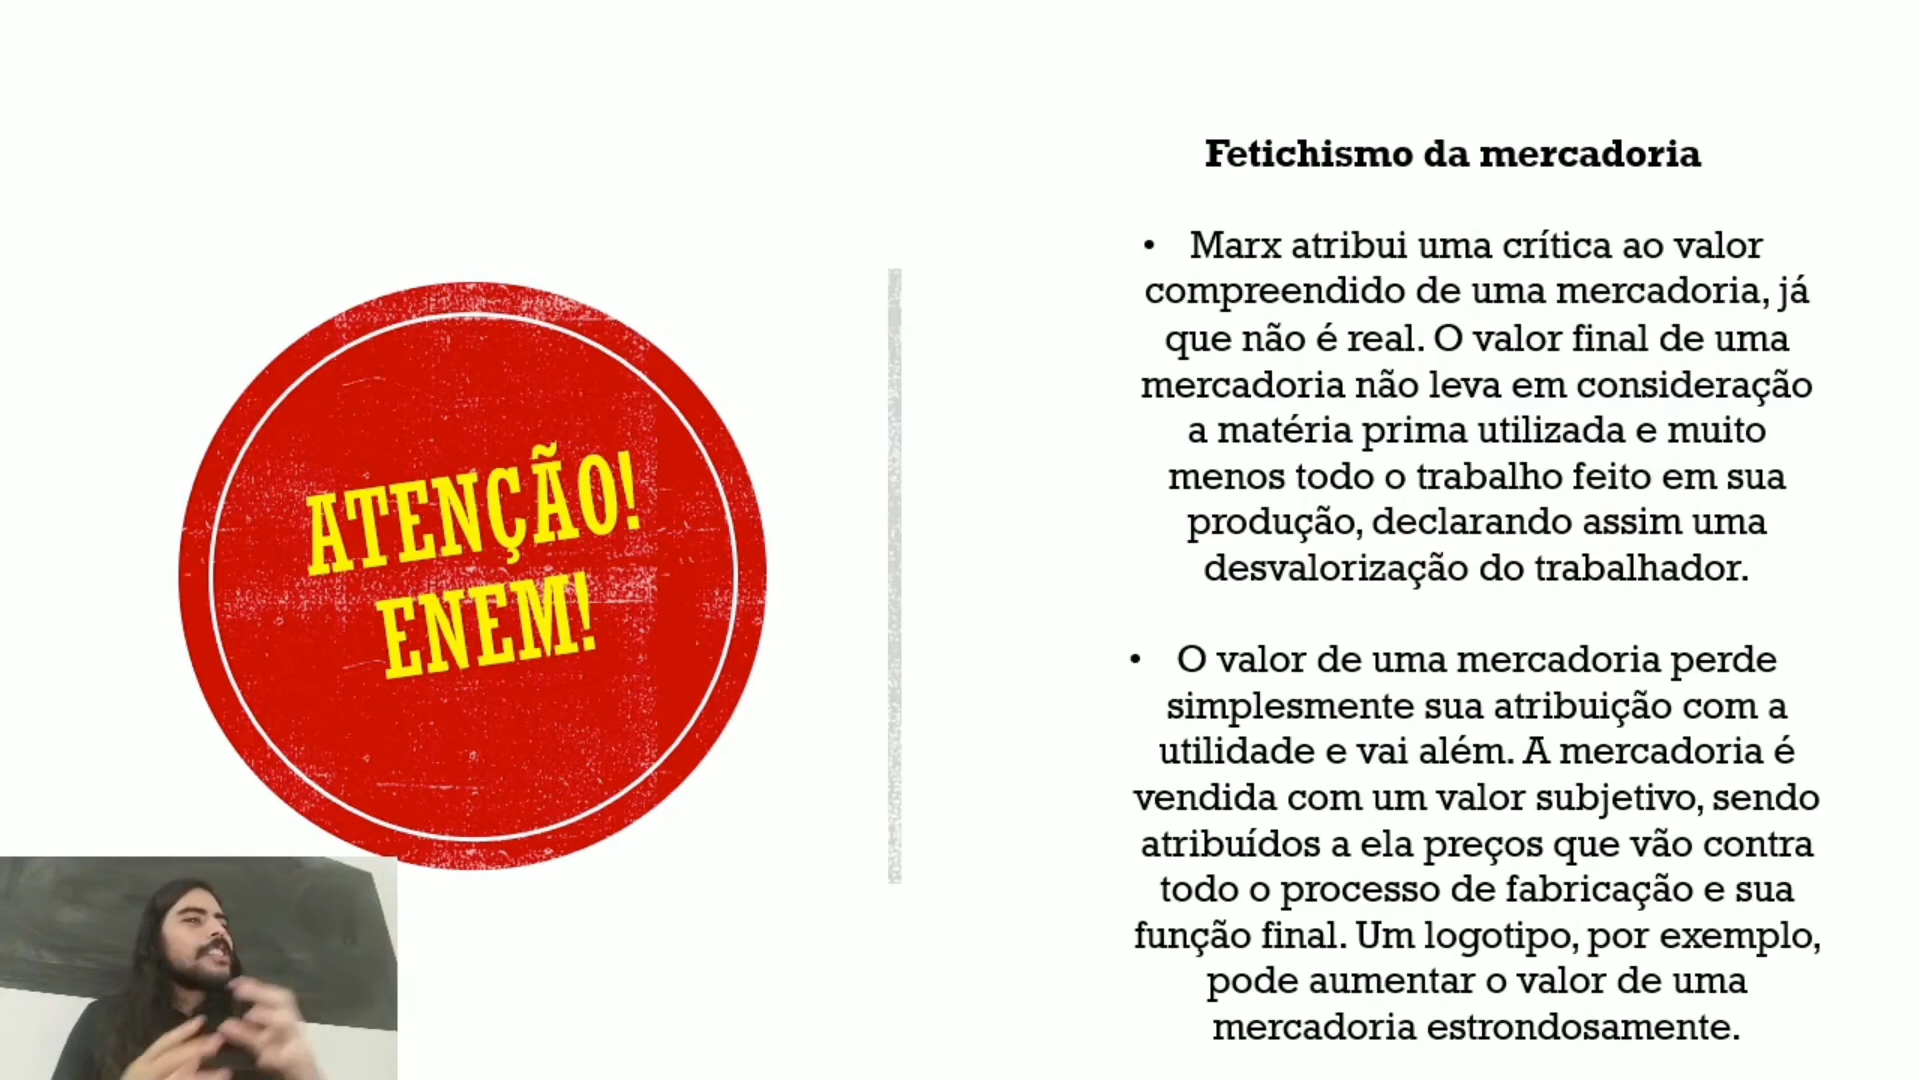 ATENÇÃO!
ENEM!
Fetichismo da mercadoria
• Marx atribui uma crítica ao valor
compreendido de uma mercadoria, já
que não é real. O valor final de uma
mercadoria não leva em consideração
a matéria prima utilizada e muito
menos todo o trabalho feito em sua
produção, declarando assim uma
desvalorização do trabalhador.
• O valor de uma mercadoria perde
simplesmente sua atribuição com a
utilidade e vai além. A mercadoria é
vendida com um valor subjetivo, sendo
atribuídos a ela preços que vão contra
todo o processo de fabricação e sua
função final. Um logotipo, por exemplo,
pode aumentar o valor de uma
mercadoria estrondosamente.